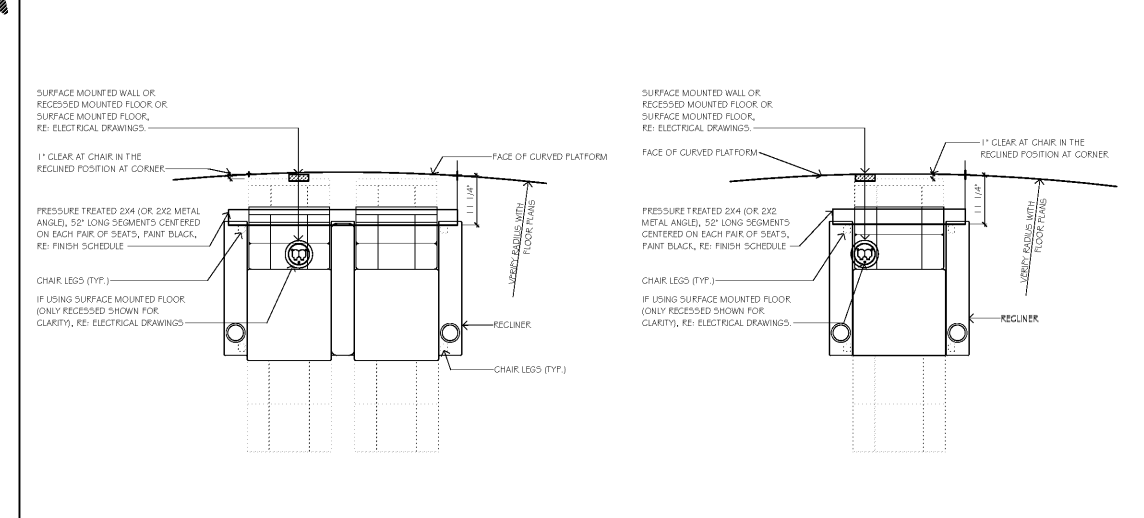 SURFACE MOUNTED WALL OR
RECESSED MOUNTED FLOOR OR
SURFACE MOUNTED FLOOR,
RE: ELECTRICAL DRAWINGS.
1" CLEAR AT CHAIR IN THE
RECLINED POSITION AT CORNER
FACE OF CURVED PLATFORM
11 1/4"
PRESSURE TREATED 2X4 (OR 2X2 METAL
ANGLE), 52" LONG SEGMENTS CENTERED
ON EACH PAIR OF SEATS, PAINT BLACK,
RE: FINISH SCHEDULE
VERIFY RADIUS WITH
FLOOR PLANS
CHAIR LEGS (TYP.)
IF USING SURFACE MOUNTED FLOOR
(ONLY RECESSED SHOWN FOR
CLARITY), RE: ELECTRICAL DRAWINGS
RECLINER
CHAIR LEGS (TYP.)
SURFACE MOUNTED WALL OR
RECESSED MOUNTED FLOOR OR
SURFACE MOUNTED FLOOR,
RE: ELECTRICAL DRAWINGS.
FACE OF CURVED PLATFORM
1" CLEAR AT CHAIR IN THE
RECLINED POSITION AT CORNER
11 1/4"
PRESSURE TREATED 2X4 (OR 2X2
METAL ANGLE), 52" LONG SEGMENTS
CENTERED ON EACH PAIR OF SEATS,
PAINT BLACK, RE: FINISH SCHEDULE
VERIFY RADIUS WITH
FLOOR PLANS
CHAIR LEGS (TYP.)
IF USING SURFACE MOUNTED FLOOR
(ONLY RECESSED SHOWN FOR
CLARITY), RE: ELECTRICAL DRAWINGS.
RECLINER